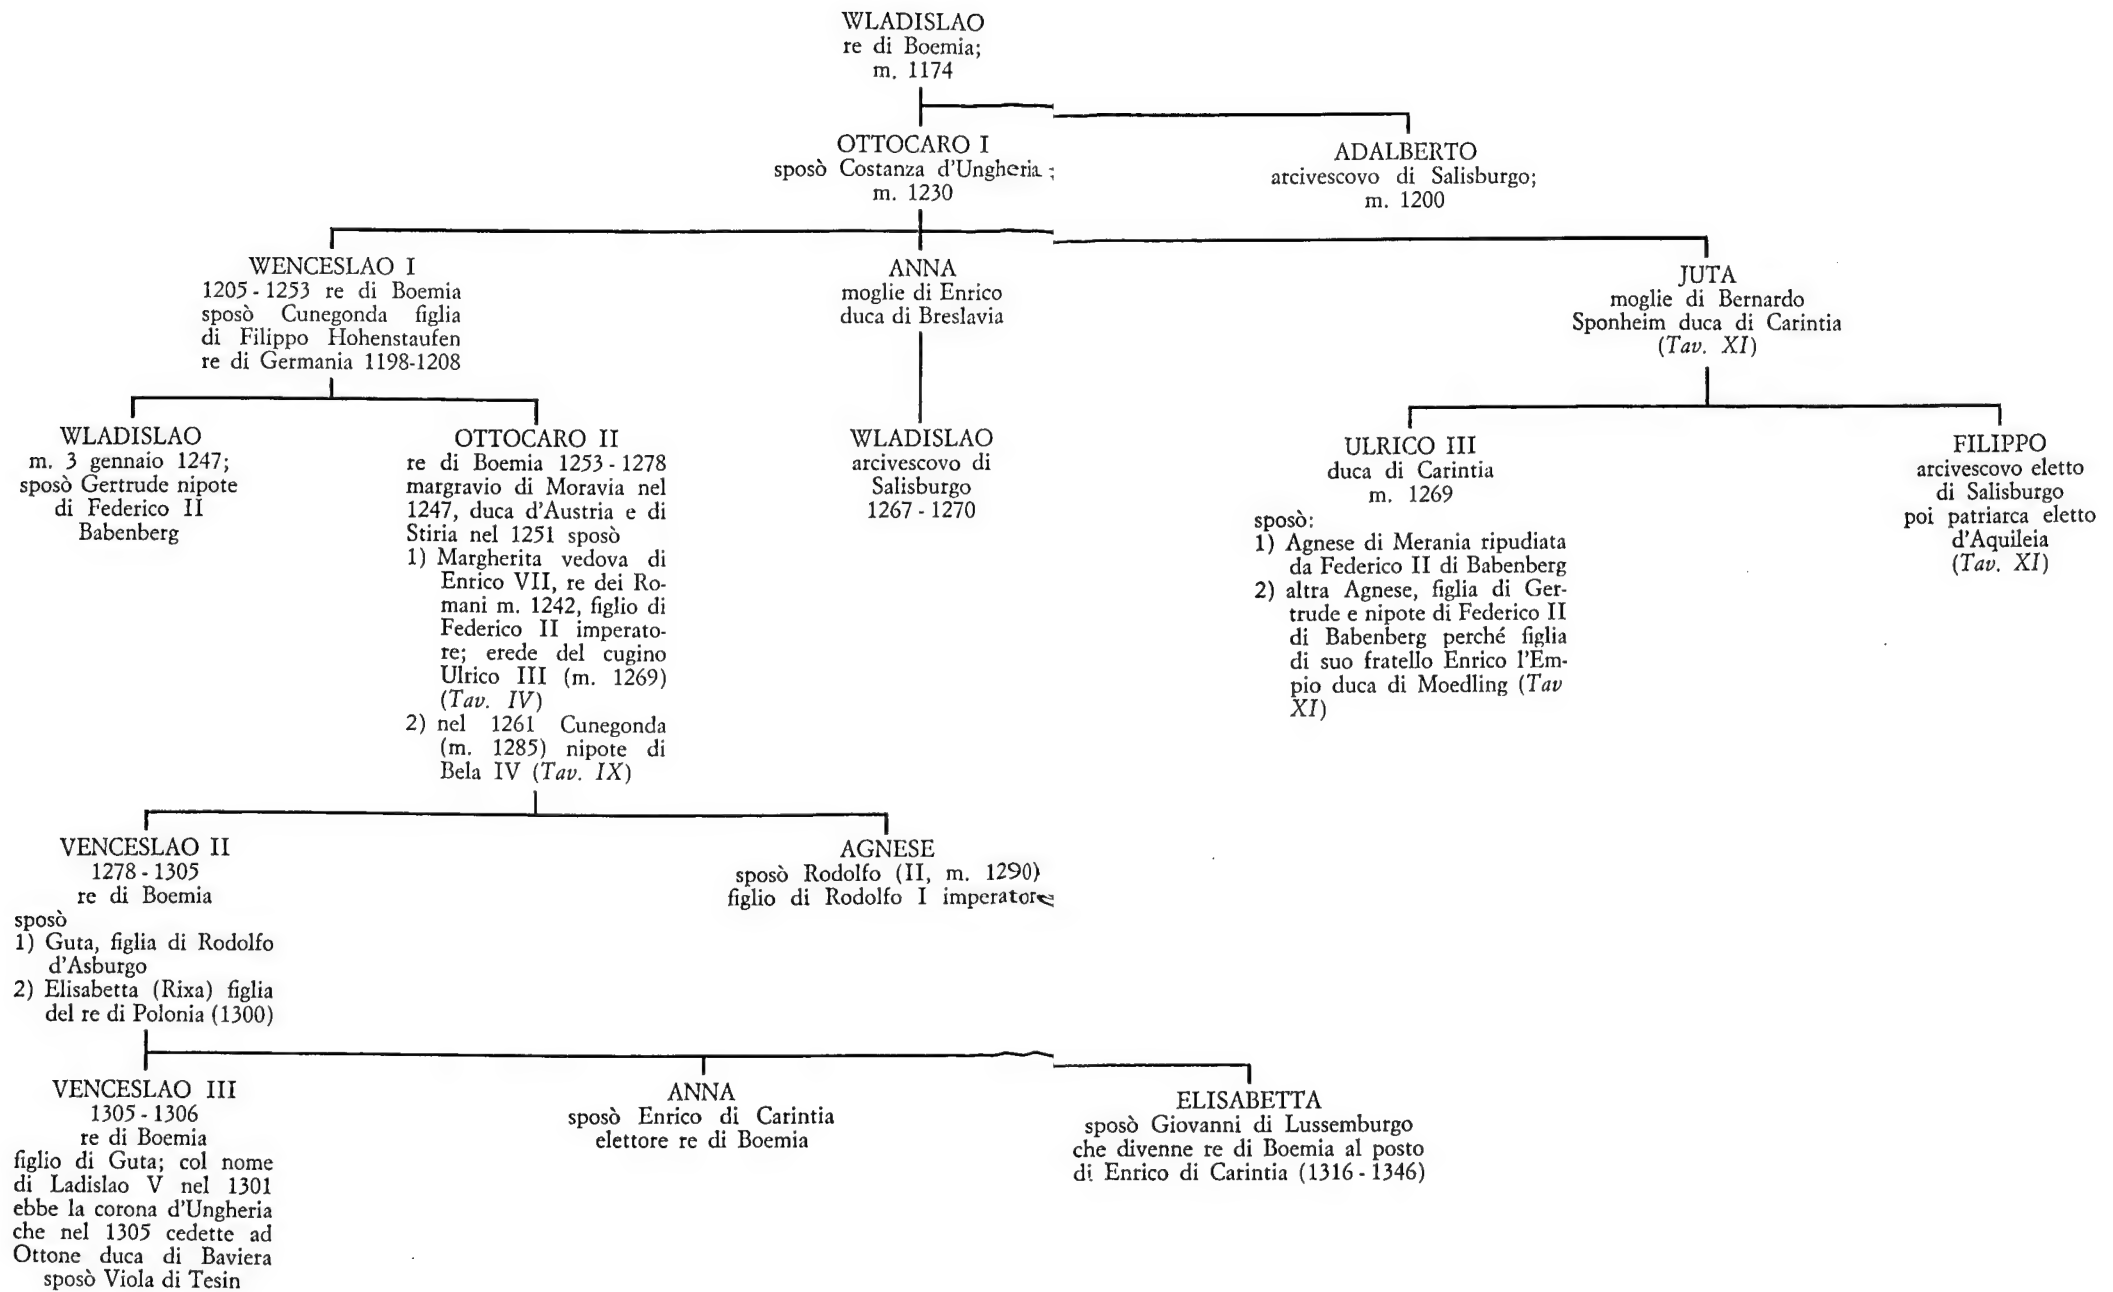 WLADISLAO
re di Boemia;
m. 1174
OTTOCARO I
sposò Costanza d'Ungheria;
m. 1230
ADALBERTO
arcivescovo di Salisburgo;
m. 1200
WENCESLAO I
1205 - 1253 re di Boemia
sposò Cunegonda figlia
di Filippo Hohenstaufen
re di Germania 1198-1208
ANNA
moglie di Enrico
duca di Breslavia
JUTA
moglie di Bernardo
Sponheim duca di Carintia
(Tav. XI)
WLADISLAO
m. 3 gennaio 1247;
sposò Gertrude nipote
di Federico II
Babenberg
OTTOCARO II
re di Boemia 1253 - 1278
margravio di Moravia nel
1247, duca d'Austria e di
Stiria nel 1251 sposò
1) Margherita vedova di
Enrico VII, re dei Ro-
mani m. 1242, figlio di
Federico II imperato-
re; erede del cugino
Ulrico III (m. 1269)
(Tav. IV)
2) nel 1261 Cunegonda
(m. 1285) nipote di
Bela IV (Tav. IX)
WLADISLAO
arcivescovo di
Salisburgo
1267 - 1270
ULRICO III
duca di Carintia
m. 1269
sposò:
1) Agnese di Merania ripudiata
da Federico II di Babenberg
2) altra Agnese, figlia di Ger-
trude e nipote di Federico II
di Babenberg perché figlia
di suo fratello Enrico l'Em-
pio duca di Moedling (Tav
XI)
FILIPPO
arcivescovo eletto
di Salisburgo
poi patriarca eletto
d'Aquileia
(Tav. XI)
VENCESLAO II
1278 - 1305
re di Boemia
sposò
1) Guta, figlia di Rodolfo
d'Asburgo
2) Elisabetta (Rixa) figlia
del re di Polonia (1300)
AGNESE
sposò Rodolfo (II, m. 1290)
figlio di Rodolfo I imperatore
VENCESLAO III
1305 - 1306
re di Boemia
figlio di Guta; col nome
di Ladislao V nel 1301
ebbe la corona d'Ungheria
che nel 1305 cedette ad
Ottone duca di Baviera
sposò Viola di Tesin
ANNA
sposò Enrico di Carintia
elettore re di Boemia
ELISABETTA
sposò Giovanni di Lussemburgo
che divenne re di Boemia al posto
di Enrico di Carintia (1316 - 1346)